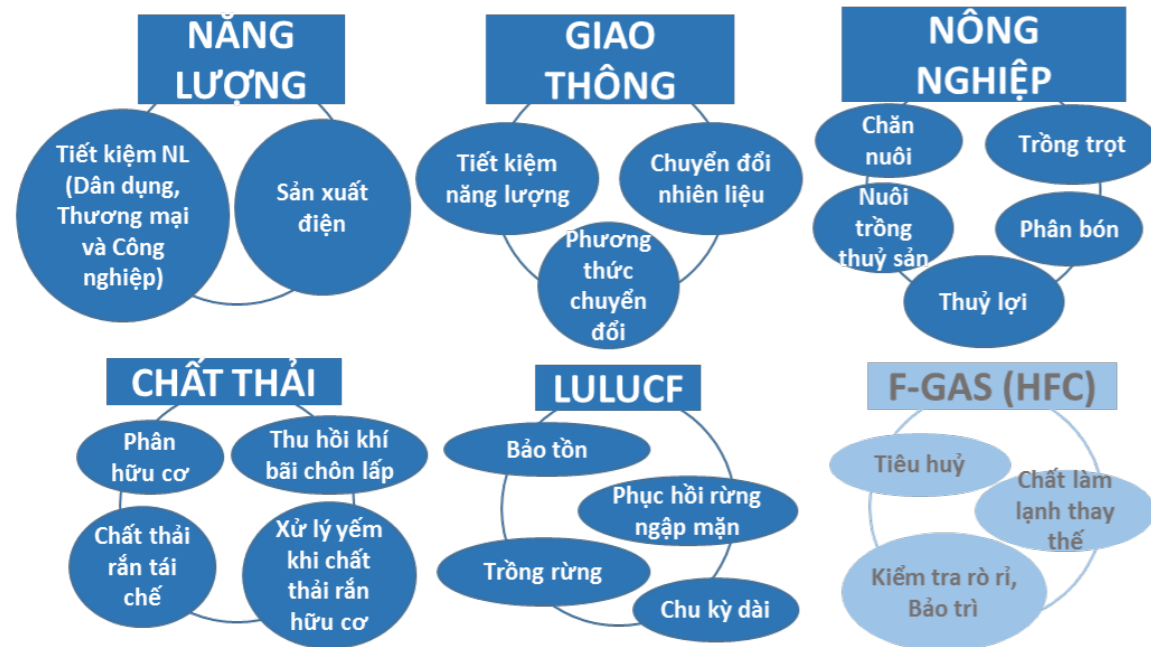 NĂNG
LƯỢNG
Tiết kiệm NL
(Dân dụng,
Thương mại
và Công
nghiệp)
Sản xuất
điện
GIAO
THÔNG
Tiết kiệm
năng lượng
Chuyển đổi
nhiên liệu
Phương
thức
chuyển
đổi
NÔNG
NGHIỆP
Chăn
nuôi
Trồng trọt
Nuôi
trồng
thuỷ sản
Phân bón
Thuỷ lợi
CHẤT THẢI
Phân
hữu cơ
Thu hồi khí
bãi chôn lấp
Chất thải
rắn tái
chế
Xử lý yếm
khi chất
thải rắn
hữu cơ
LULUCF
Bảo tồn
Phục hồi rừng
ngập mặn
Trồng rừng
Chu kỳ dài
F-GAS (HFC)
Tiêu huỷ
Chất làm
lạnh thay
thế
Kiểm tra rò rỉ,
Bảo trì